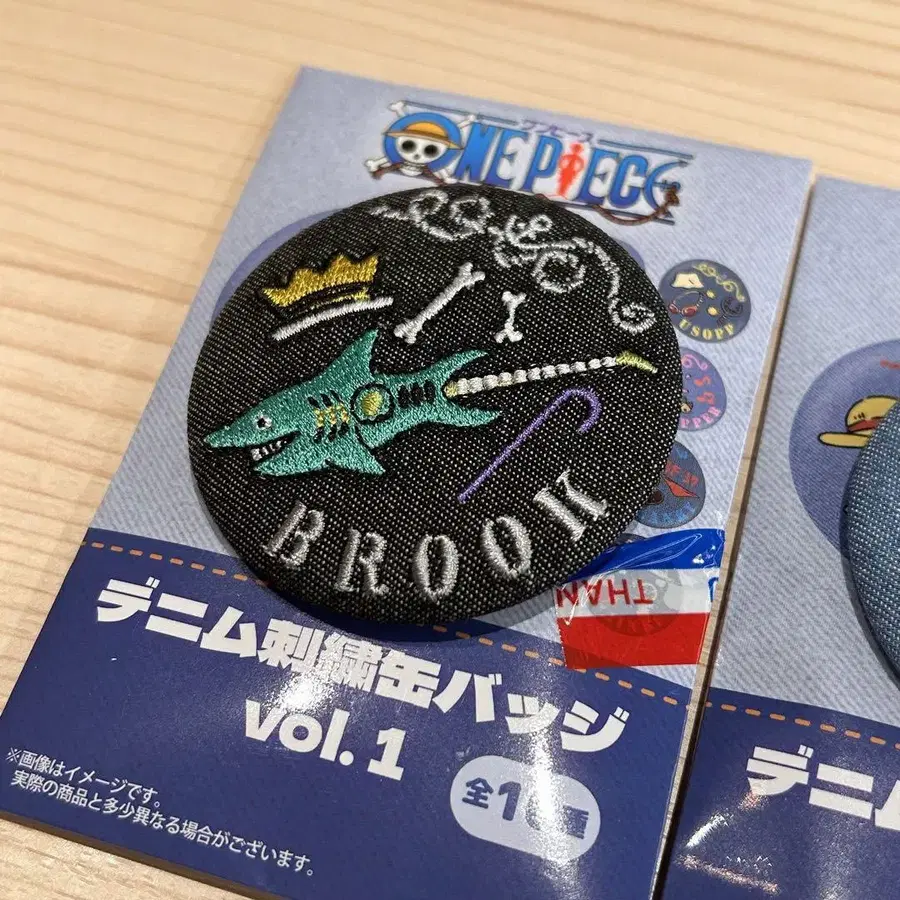 ワンピース
ONE PIECE
USOPP
PPER
BROOK
THAN
デニム刺繍缶バッジ
vol.1
※画像はイメージです。
実際の商品と多少異なる場合がございます。
デニム